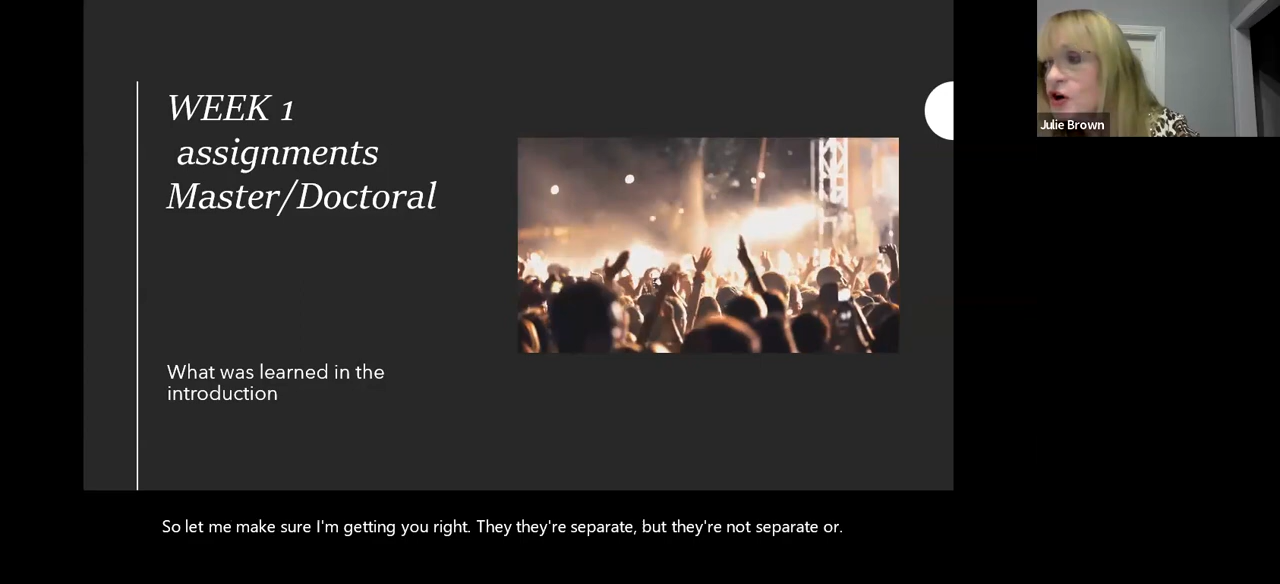 WEEK 1
assignments
Master/Doctoral
What was learned in the
introduction
Julie Brown
So let me make sure I'm getting you right. They they're separate, but they're not separate or.